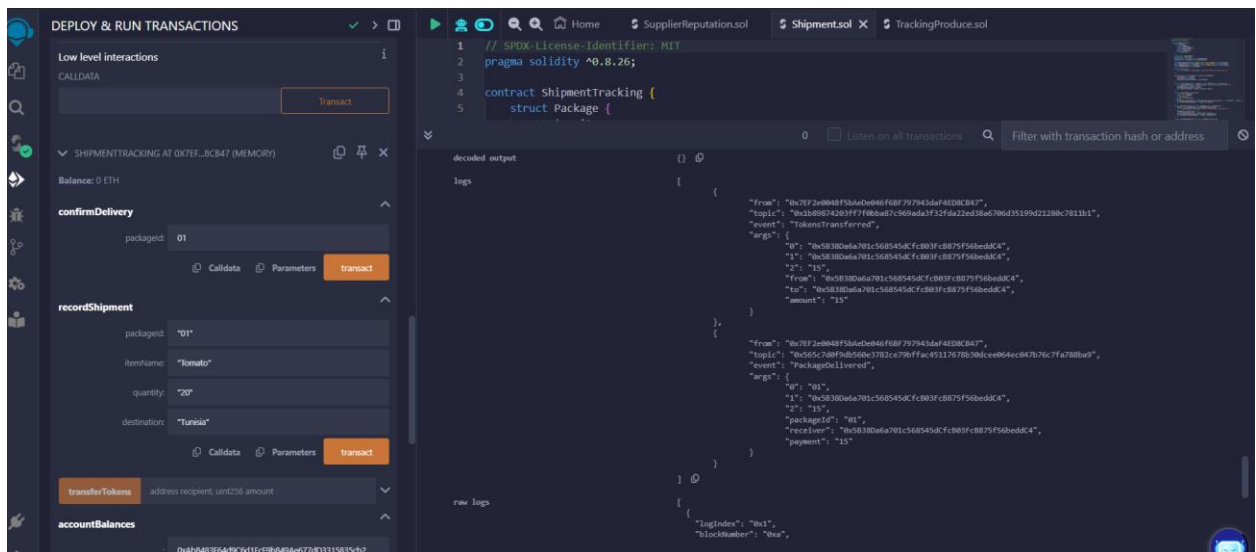 DEPLOY & RUN TRANSACTIONS
Low level interactions
i
CALLDATA
Transact
SHIPMENTTRACKING AT 0X7EF...8CB47 (MEMORY)
Balance: 0 ETH
confirmDelivery
packageId: 01
Calldata Parameters transact
recordShipment
packageId: "01"
itemName: "Tomato"
quantity: "20"
destination: "Tunisia"
Calldata Parameters transact
transferTokens address recipient, uint256 amount
accountBalances
Home SupplierReputation.sol Shipment.sol TrackingProduce.sol
1 // SPDX-License-Identifier: MIT
2 pragma solidity ^0.8.26;
3
4 contract ShipmentTracking {
5 struct Package {
0 Listen on all transactions Filter with transaction hash or address
decoded output {}
logs [
{
"from": "0x7EF2e0048f5bAeDe046f6BF797943daF4ED8CB47",
"topic": "0x1b89874203ff7f0bba87c969ada3f32fda22ed38a6706d35199d21280c7811b1",
"event": "TokensTransferred",
"args": {
"0": "0x5B38Da6a701c568545dCfcB03FcB875f56beddC4",
"1": "0x5B38Da6a701c568545dCfcB03FcB875f56beddC4",
"2": "15",
"from": "0x5B38Da6a701c568545dCfcB03FcB875f56beddC4",
"to": "0x5B38Da6a701c568545dCfcB03FcB875f56beddC4",
"amount": "15"
}
},
{
"from": "0x7EF2e0048f5bAeDe046f6BF797943daF4ED8CB47",
"topic": "0x565c7d0f9db560e3782ce79bffac45117678b30dcee064ec047b76c7fa788ba9",
"event": "PackageDelivered",
"args": {
"0": "01",
"1": "0x5B38Da6a701c568545dCfcB03FcB875f56beddC4",
"2": "15",
"packageId": "01",
"receiver": "0x5B38Da6a701c568545dCfcB03FcB875f56beddC4",
"payment": "15"
}
}
]
raw logs [
{
"logIndex": "0x1",
"blockNumber": "0xa",